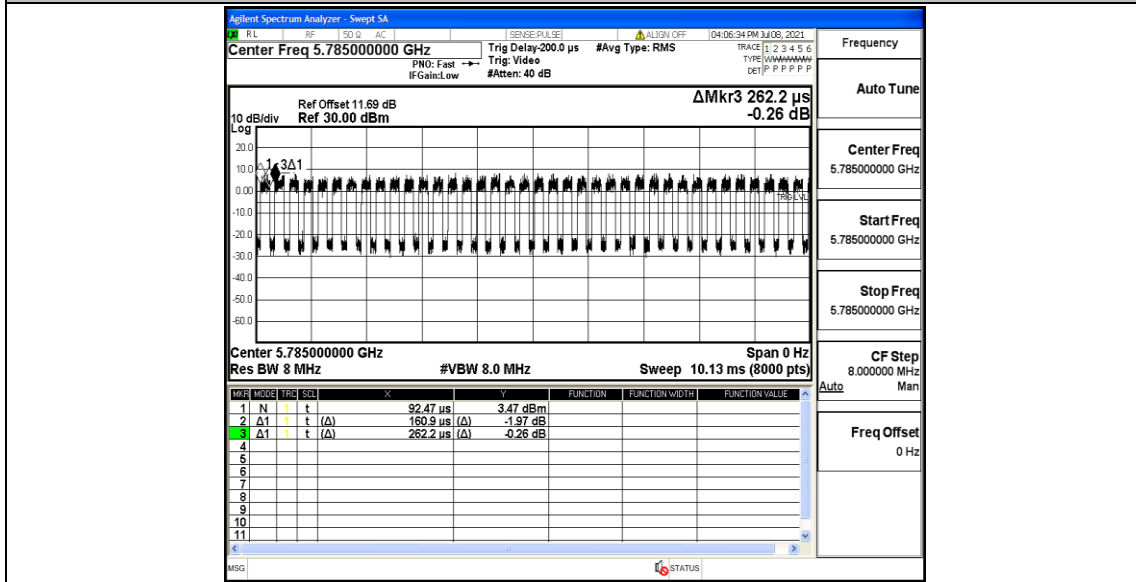 Agilent Spectrum Analyzer - Swept SA
RL RF 50 Ω AC SENSE:PULSE ALIGN OFF 04:06:34 PM Jul 08, 2021
Center Freq 5.785000000 GHz Trig Delay-200.0 µs #Avg Type: RMS TRACE 1 2 3 4 5 6
PNO: Fast Trig: Video TYPE WWWWWW
IFGain:Low #Atten: 40 dB DET P P P P P P
ΔMkr3 262.2 µs
-0.26 dB
Ref Offset 11.69 dB
10 dB/div Ref 30.00 dBm
Log
20.0
10.0
0.00
-10.0
-20.0
-30.0
-40.0
-50.0
-60.0
1 3Δ1
TRIG LVL
Center 5.785000000 GHz Span 0 Hz
Res BW 8 MHz #VBW 8.0 MHz Sweep 10.13 ms (8000 pts)
MKR MODE TRC SCL X Y FUNCTION FUNCTION WIDTH FUNCTION VALUE
1 N 1 t 92.47 µs 3.47 dBm
2 Δ1 1 t (Δ) 160.9 µs (Δ) -1.97 dB
3 Δ1 1 t (Δ) 262.2 µs (Δ) -0.26 dB
4
5
6
7
8
9
10
11
MSG STATUS
Frequency
Auto Tune
Center Freq
5.785000000 GHz
Start Freq
5.785000000 GHz
Stop Freq
5.785000000 GHz
CF Step
8.000000 MHz
Auto Man
Freq Offset
0 Hz